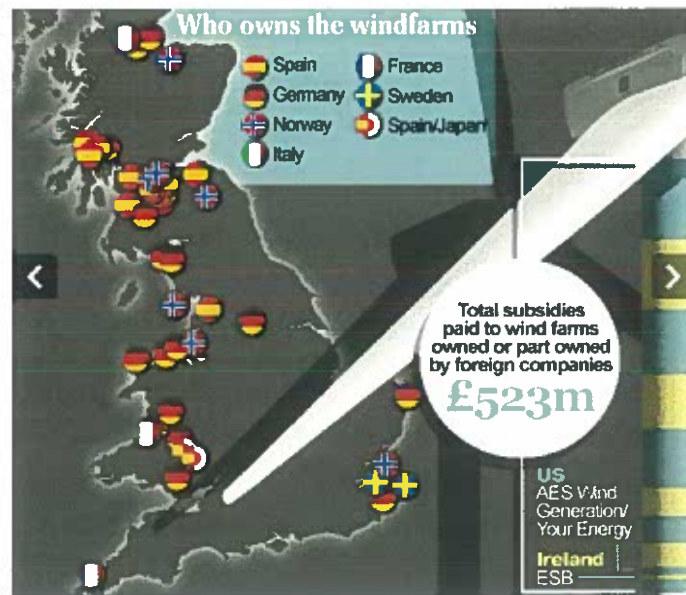 Who owns the windfarms
Spain
Germany
Norway
Italy
France
Sweden
Spain/Japan
Total subsidies
paid to wind farms
owned or part owned
by foreign companies
£523m
US
AES Wind
Generation/
Your Energy
Ireland
ESB